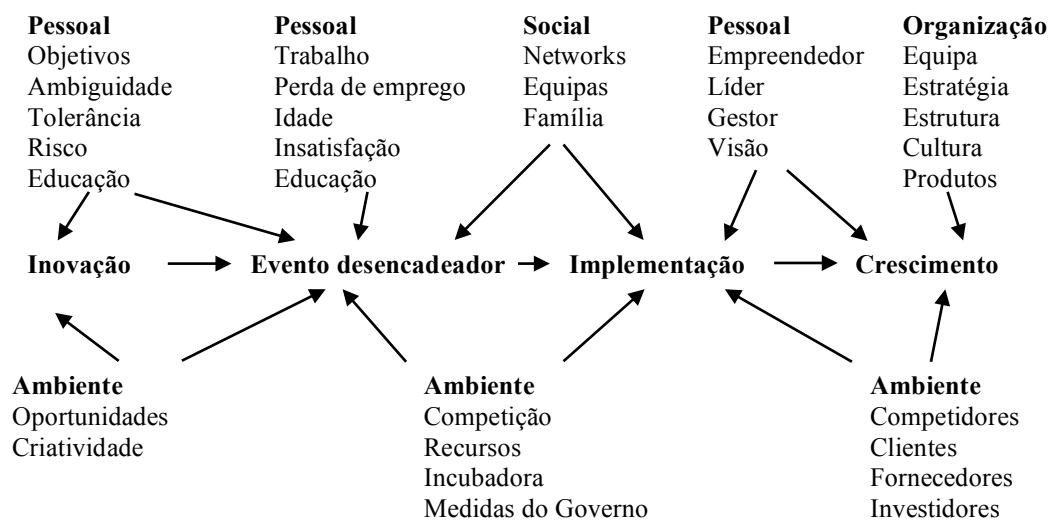 Pessoal
Objetivos
Ambiguidade
Tolerância
Risco
Educação
Pessoal
Trabalho
Perda de emprego
Idade
Insatisfação
Educação
Social
Networks
Equipas
Família
Pessoal
Empreendedor
Líder
Gestor
Visão
Organização
Equipa
Estratégia
Estrutura
Cultura
Produtos
Inovação
Evento desencadeador
Implementação
Crescimento
Ambiente
Oportunidades
Criatividade
Ambiente
Competição
Recursos
Incubadora
Medidas do Governo
Ambiente
Competidores
Clientes
Fornecedores
Investidores